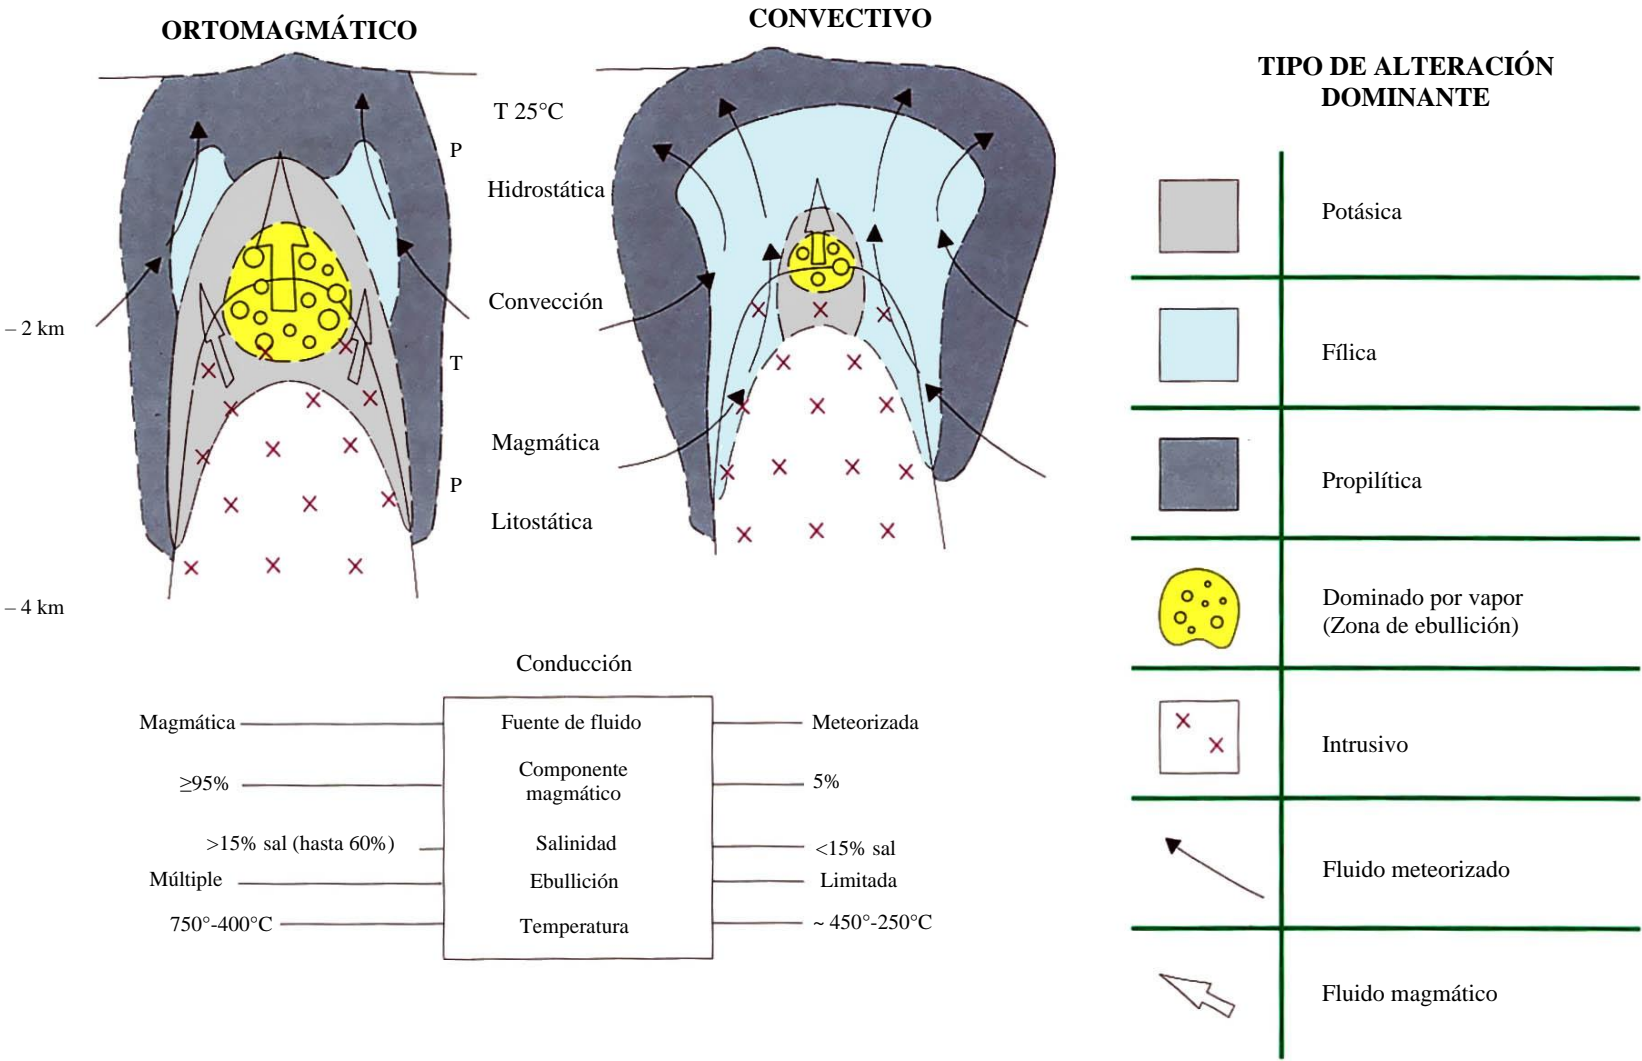 ORTOMAGMÁTICO
CONVECTIVO
T 25°C
P
Hidrostática
Convección
– 2 km
T
Magmática
P
Litostática
– 4 km
Conducción
Magmática
Fuente de fluido
Meteorizada
≥95%
Componente
magmático
5%
>15% sal (hasta 60%)
Salinidad
<15% sal
Múltiple
Ebullición
Limitada
750°-400°C
Temperatura
~ 450°-250°C
TIPO DE ALTERACIÓN
DOMINANTE
Potásica
Fílica
Propilítica
Dominado por vapor
(Zona de ebullición)
Intrusivo
Fluido meteorizado
Fluido magmático